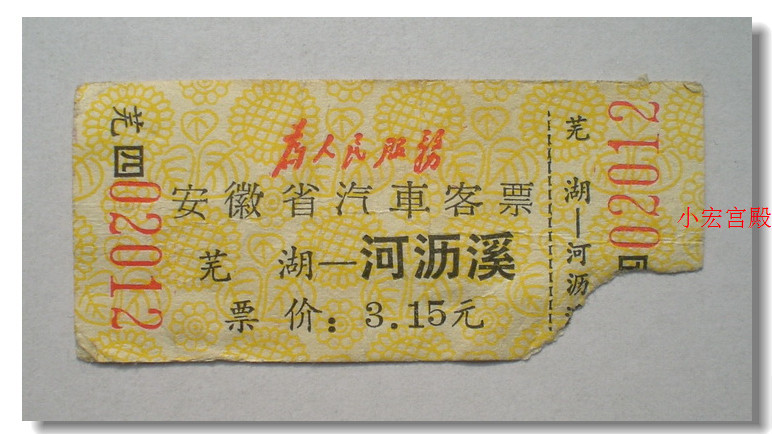 芜四
02012
为人民服務
安徽省汽車客票
芜 湖—河沥溪
票 价：3.15元
芜 湖—河沥
02012
小宏宫殿